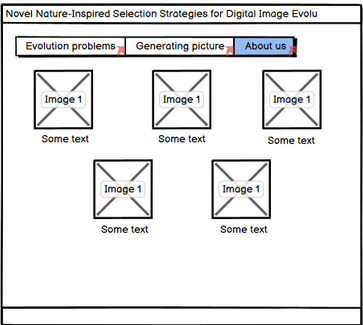 Novel Nature-Inspired Selection Strategies for Digital Image Evolu
Evolution problems Generating picture About us
Image 1 Image 1 Image 1
Some text Some text Some text
Image 1 Image 1
Some text Some text